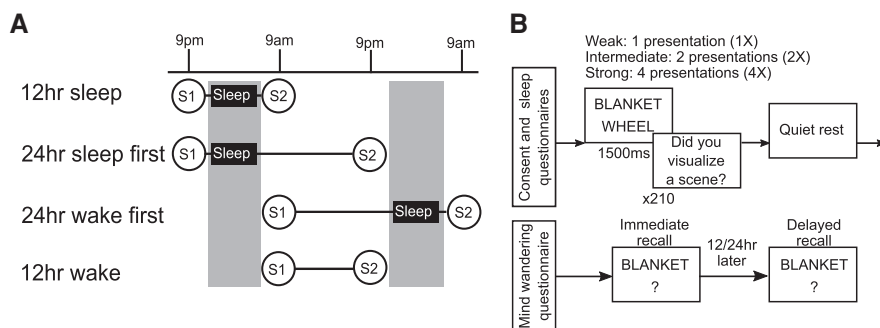 A
9pm
9am
9pm
9am
12hr sleep
S1
Sleep
S2
24hr sleep first
S1
Sleep
S2
24hr wake first
S1
Sleep
S2
12hr wake
S1
S2
B
Weak: 1 presentation (1X)
Intermediate: 2 presentations (2X)
Strong: 4 presentations (4X)
Consent and sleep
questionnaires
BLANKET
WHEEL
1500ms
Did you
visualize
a scene?
x210
Quiet rest
Mind wandering
questionnaire
Immediate
recall
BLANKET
?
12/24hr
later
Delayed
recall
BLANKET
?